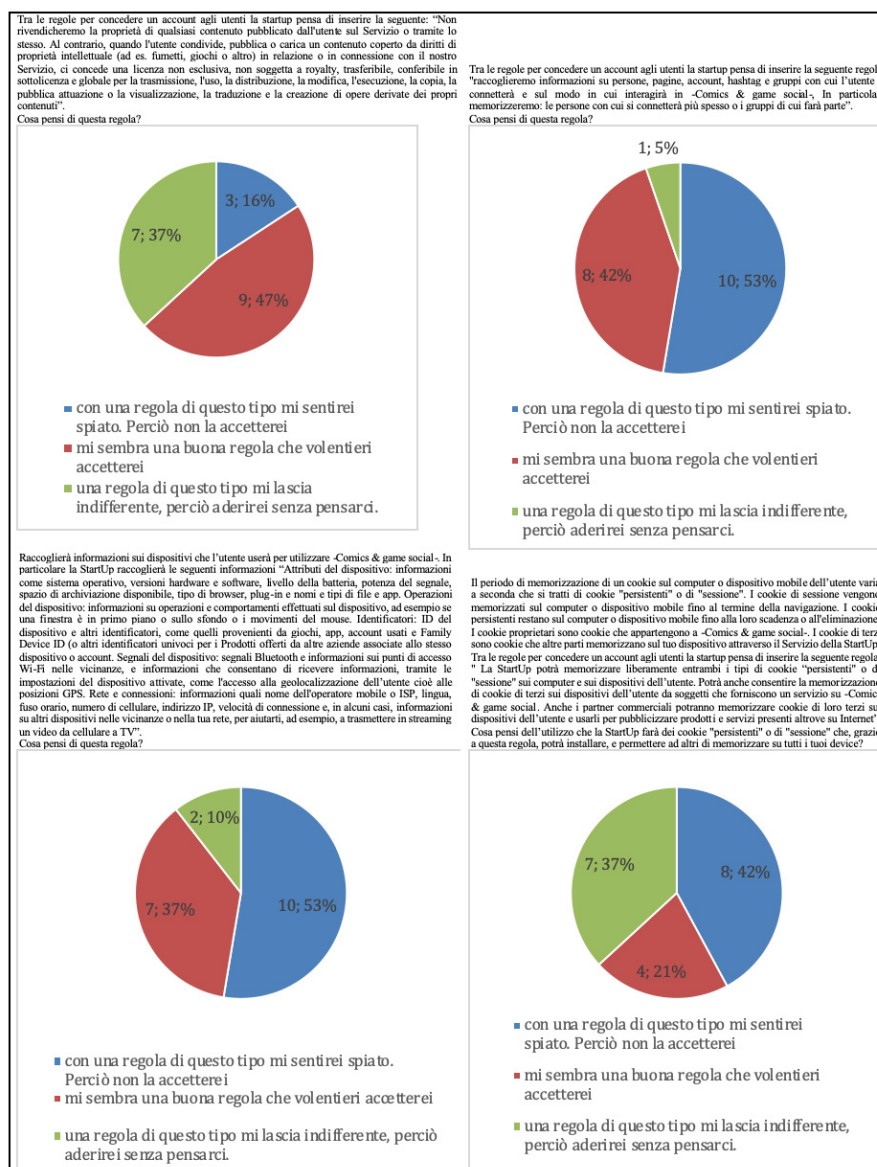 Tra le regole per concedere un account agli utenti la startup pensa di inserire la seguente: “Non
rivendicheremo la proprietà di qualsiasi contenuto pubblicato dall'utente sul Servizio o tramite lo
stesso. Al contrario, quando l'utente condivide, pubblica o carica un contenuto coperto da diritti di
proprietà intellettuale (ad es. fumetti, giochi o altro) in relazione o in connessione con il nostro
Servizio, ci concede una licenza non esclusiva, non soggetta a royalty, trasferibile, conferibile in
sottolicenza e globale per la trasmissione, l'uso, la distribuzione, la modifica, l'esecuzione, la copia, la
pubblica attuazione o la visualizzazione, la traduzione e la creazione di opere derivate dei propri
contenuti”.
Cosa pensi di questa regola?
3; 16%
7; 37%
9; 47%
con una regola di questo tipo mi sentirei
spiato. Perciò non la accetterei
mi sembra una buona regola che volentieri
accetterei
una regola di questo tipo mi lascia
indifferente, perciò aderirei senza pensarci.
Tra le regole per concedere un account agli utenti la startup pensa di inserire la seguente regol
"raccoglieremo informazioni su persone, pagine, account, hashtag e gruppi con cui l’utente
connetterà e sul modo in cui interagirà in -Comics & game social-, In particola
memorizzeremo: le persone con cui si connetterà più spesso o i gruppi di cui farà parte”.
Cosa pensi di questa regola?
1; 5%
8; 42%
10; 53%
con una regola di questo tipo mi sentirei spiato.
Perciò non la accetterei
mi sembra una buona regola che volentieri
accetterei
una regola di questo tipo mi lascia indifferente,
perciò aderirei senza pensarci.
Raccoglierà informazioni sui dispositivi che l'utente userà per utilizzare -Comics & game social-. In
particolare la StartUp raccoglierà le seguenti informazioni “Attributi del dispositivo: informazioni
come sistema operativo, versioni hardware e software, livello della batteria, potenza del segnale,
spazio di archiviazione disponibile, tipo di browser, plug-in e nomi e tipi di file e app. Operazioni
del dispositivo: informazioni su operazioni e comportamenti effettuati sul dispositivo, ad esempio se
una finestra è in primo piano o sullo sfondo o i movimenti del mouse. Identificatori: ID del
dispositivo e altri identificatori, come quelli provenienti da giochi, app, account usati e Family
Device ID (o altri identificatori univoci per i Prodotti offerti da altre aziende associate allo stesso
dispositivo o account. Segnali del dispositivo: segnali Bluetooth e informazioni sui punti di accesso
Wi-Fi nelle vicinanze, e informazioni che consentano di ricevere informazioni, tramite le
impostazioni del dispositivo attivate, come l'accesso alla geolocalizzazione dell’utente cioè alle
posizioni GPS. Rete e connessioni: informazioni quali nome dell'operatore mobile o ISP, lingua,
fuso orario, numero di cellulare, indirizzo IP, velocità di connessione e, in alcuni casi, informazioni
su altri dispositivi nelle vicinanze o nella tua rete, per aiutarti, ad esempio, a trasmettere in streaming
un video da cellulare a TV”.
Cosa pensi di questa regola?
2; 10%
7; 37%
10; 53%
con una regola di questo tipo mi sentirei spiato.
Perciò non la accetterei
mi sembra una buona regola che volentieri accetterei
una regola di questo tipo mi lascia indifferente, perciò
aderirei senza pensarci.
Il periodo di memorizzazione di un cookie sul computer o dispositivo mobile dell’utente varia
a seconda che si tratti di cookie "persistenti" o di "sessione". I cookie di sessione vengono
memorizzati sul computer o dispositivo mobile fino al termine della navigazione. I cookie
persistenti restano sul computer o dispositivo mobile fino alla loro scadenza o all'eliminazione
I cookie proprietari sono cookie che appartengono a -Comics & game social-. I cookie di terz
sono cookie che altre parti memorizzano sul tuo dispositivo attraverso il Servizio della StartUp
Tra le regole per concedere un account agli utenti la startup pensa di inserire la seguente regola
" La StartUp potrà memorizzare liberamente entrambi i tipi di cookie “persistenti” o d
"sessione" sui computer e sui dispositivi dell'utente. Potrà anche consentire la memorizzazione
di cookie di terzi sui dispositivi dell’utente da soggetti che forniscono un servizio su -Comic
& game social. Anche i partner commerciali potranno memorizzare cookie di loro terzi su
dispositivi dell’utente e usarli per pubblicizzare prodotti e servizi presenti altrove su Internet"
Cosa pensi dell’utilizzo che la StartUp farà dei cookie "persistenti" o di "sessione" che, grazie
a questa regola, potrà installare, e permettere ad altri di memorizzare su tutti i tuoi device?
7; 37%
8; 42%
4; 21%
con una regola di questo tipo mi sentirei
spiato. Perciò non la accetterei
mi sembra una buona regola che volentieri
accetterei
una regola di questo tipo mi lascia indifferente,
perciò aderirei senza pensarci.